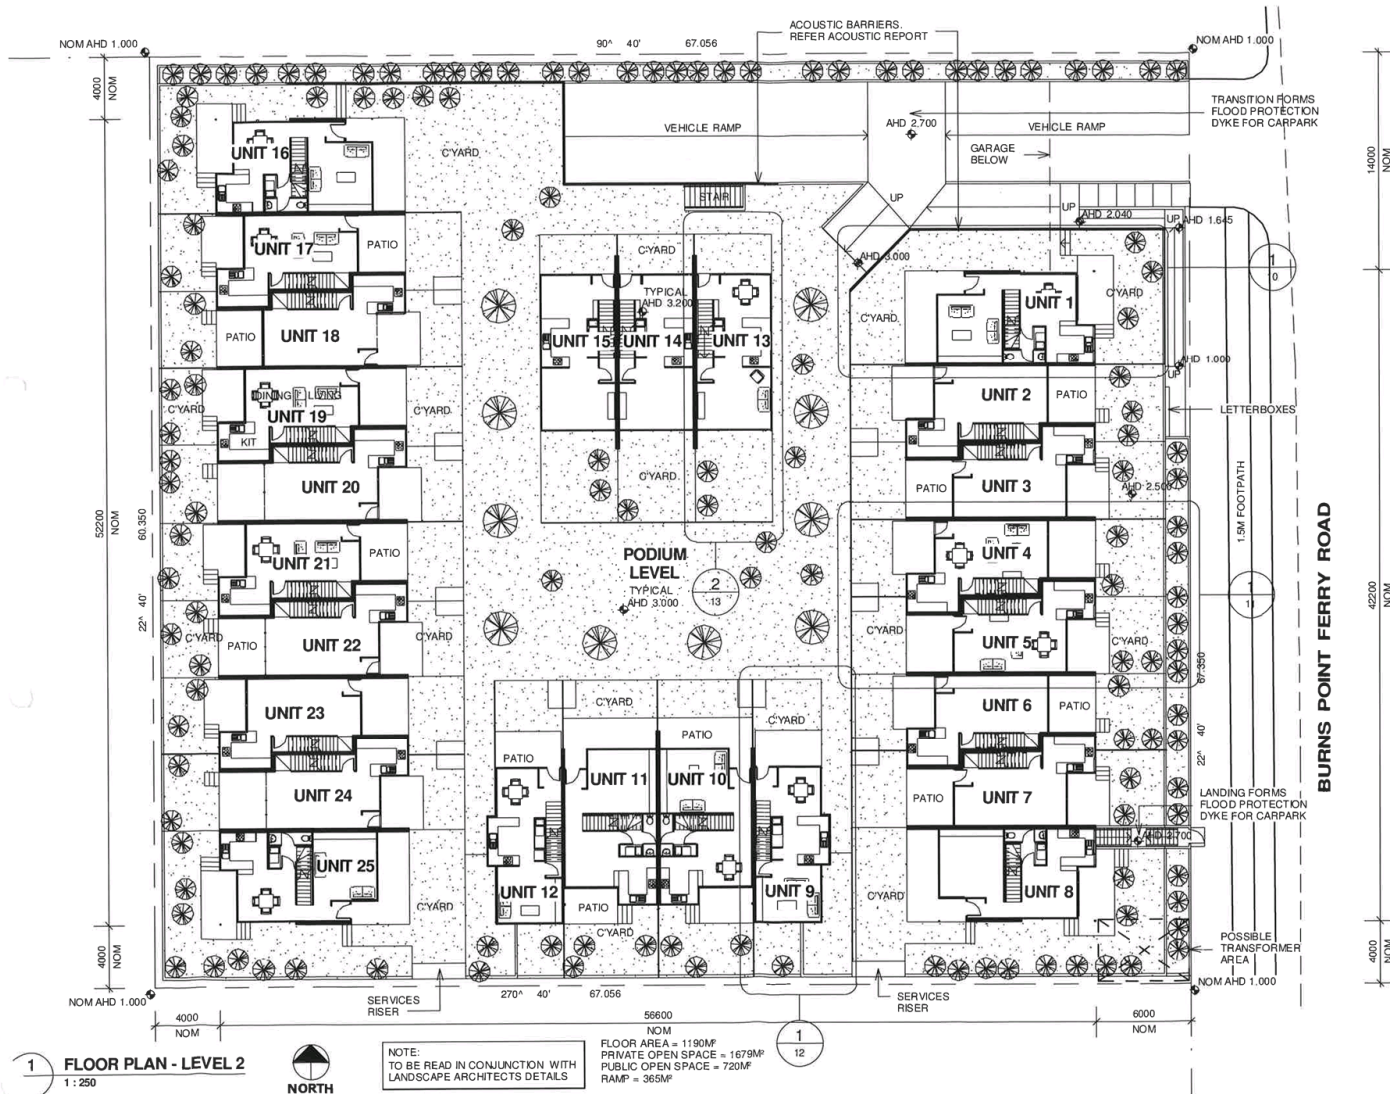 ACOUSTIC BARRIERS.
REFER ACOUSTIC REPORT
NOM AHD 1.000
90^ 40' 67.056
NOM AHD 1.000
4000
NOM
TRANSITION FORMS
FLOOD PROTECTION
DYKE FOR CARPARK
VEHICLE RAMP
AHD 2.700
VEHICLE RAMP
GARAGE
BELOW
14000
NOM
UNIT 16
C'YARD
STAIR
UP
UP
AHD 2.040
UP
AHD 1.645
UNIT 17
PATIO
C'YARD
AHD 3.000
1
TYPICAL
AHD 3.200
C'YARD
UNIT 1
C'YARD
PATIO
UNIT 18
UNIT 15
UNIT 14
UNIT 13
AHD 1.000
UP
UNIT 2
PATIO
DINING
LIVING
C'YARD
UNIT 19
C'YARD
KIT
LETTERBOXES
UNIT 20
C'YARD
PATIO
UNIT 3
AHD 2.500
1.5M FOOTPATH
52200
NOM
60.350
22^ 40'
UNIT 21
PATIO
PODIUM
LEVEL
TYPICAL
AHD 3.000
2
13
UNIT 4
1
11
BURNS POINT FERRY ROAD
42200
NOM
C'YARD
PATIO
UNIT 22
C'YARD
C'YARD
UNIT 5
C'YARD
67.350
22^ 40'
UNIT 23
C'YARD
C'YARD
UNIT 6
PATIO
PATIO
PATIO
UNIT 24
UNIT 11
UNIT 10
PATIO
UNIT 7
LANDING FORMS
FLOOD PROTECTION
DYKE FOR CARPARK
AHD 2.700
UNIT 25
C'YARD
UNIT 12
PATIO
C'YARD
UNIT 9
C'YARD
UNIT 8
4000
NOM
POSSIBLE
TRANSFORMER
AREA
4000
NOM
NOM AHD 1.000
SERVICES
RISER
270^ 40' 67.056
SERVICES
RISER
NOM AHD 1.000
4000
NOM
56600
NOM
6000
NOM
1
12
1
FLOOR PLAN - LEVEL 2
1 : 250
NORTH
NOTE:
TO BE READ IN CONJUNCTION WITH
LANDSCAPE ARCHITECTS DETAILS
FLOOR AREA = 1190M²
PRIVATE OPEN SPACE = 1679M²
PUBLIC OPEN SPACE = 720M²
RAMP = 365M²